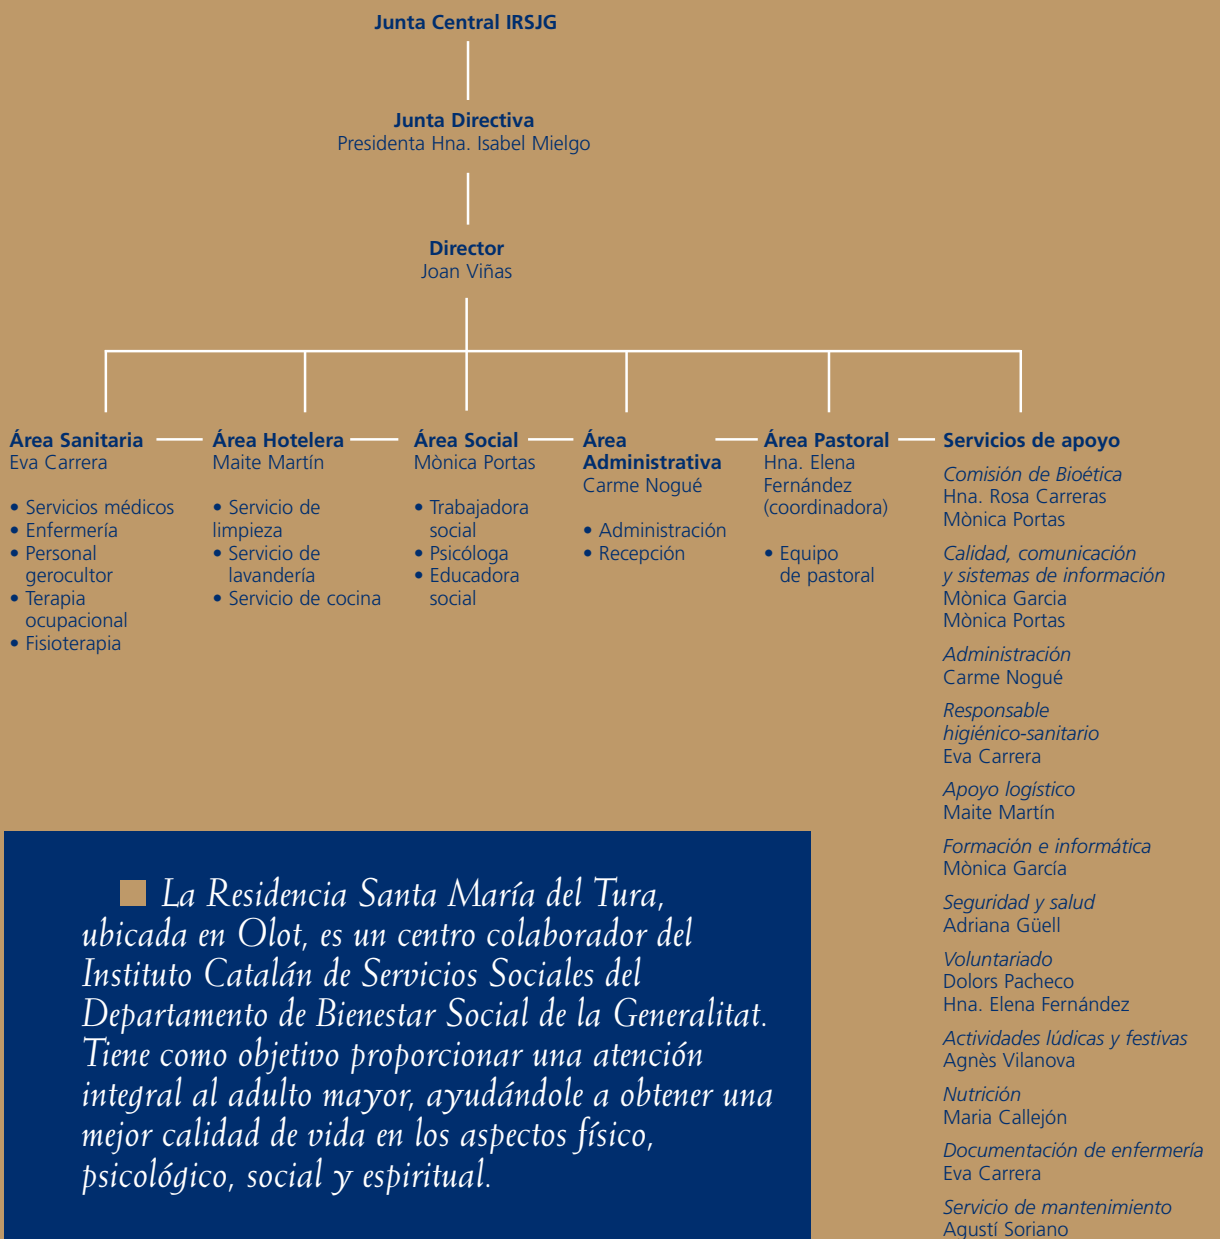 Junta Central IRSJG
Junta Directiva
Presidenta Hna. Isabel Mielgo
Director
Joan Viñas
Área Sanitaria
Eva Carrera
• Servicios médicos
• Enfermería
• Personal
gerocultor
• Terapia
ocupacional
• Fisioterapia
Área Hotelera
Maite Martín
• Servicio de
limpieza
• Servicio de
lavandería
• Servicio de cocina
Área Social
Mònica Portas
• Trabajadora
social
• Psicóloga
• Educadora
social
Área
Administrativa
Carme Nogué
• Administración
• Recepción
Área Pastoral
Hna. Elena
Fernández
(coordinadora)
• Equipo
de pastoral
Servicios de apoyo
Comisión de Bioética
Hna. Rosa Carreras
Mònica Portas
Calidad, comunicación
y sistemas de información
Mònica Garcia
Mònica Portas
Administración
Carme Nogué
Responsable
higiénico-sanitario
Eva Carrera
Apoyo logístico
Maite Martín
Formación e informática
Mònica García
Seguridad y salud
Adriana Güell
Voluntariado
Dolors Pacheco
Hna. Elena Fernández
Actividades lúdicas y festivas
Agnès Vilanova
Nutrición
Maria Callejón
Documentación de enfermería
Eva Carrera
Servicio de mantenimiento
Agustí Soriano
La Residencia Santa María del Tura,
ubicada en Olot, es un centro colaborador del
Instituto Catalán de Servicios Sociales del
Departamento de Bienestar Social de la Generalitat.
Tiene como objetivo proporcionar una atención
integral al adulto mayor, ayudándole a obtener una
mejor calidad de vida en los aspectos físico,
psicológico, social y espiritual.